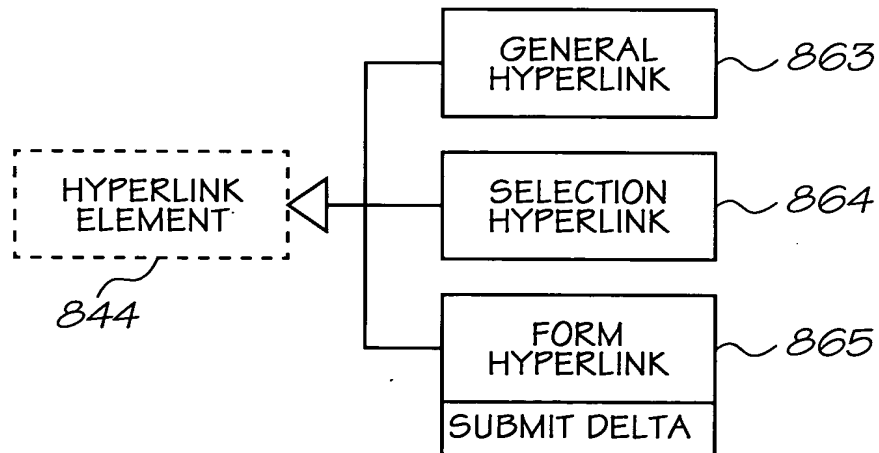 GENERAL
HYPERLINK
863
HYPERLINK
ELEMENT
844
SELECTION
HYPERLINK
864
FORM
HYPERLINK
865
SUBMIT DELTA